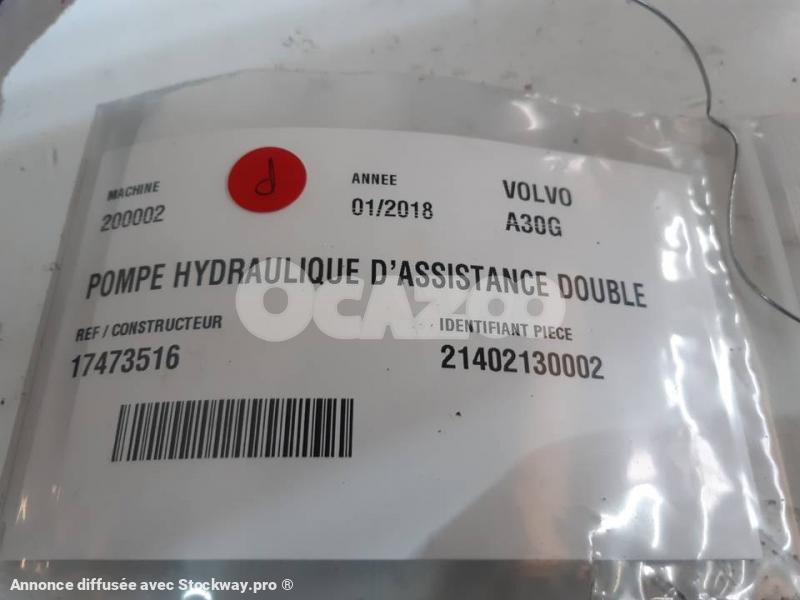 MACHINE
200002
d
ANNEE
01/2018
VOLVO
A30G
POMPE HYDRAULIQUE D'ASSISTANCE DOUBLE
OCAZOO
REF / CONSTRUCTEUR
17473516
IDENTIFIANT PIECE
21402130002
Annonce diffusée avec Stockway.pro ®